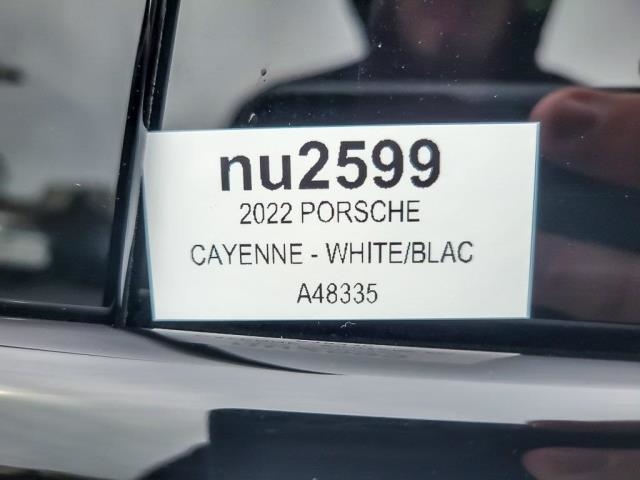 nu2599
2022 PORSCHE
CAYENNE - WHITE/BLAC
A48335